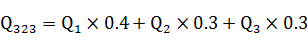 Q₃₂₃ = Q₁ × 0.4 + Q₂ × 0.3 + Q₃ × 0.3